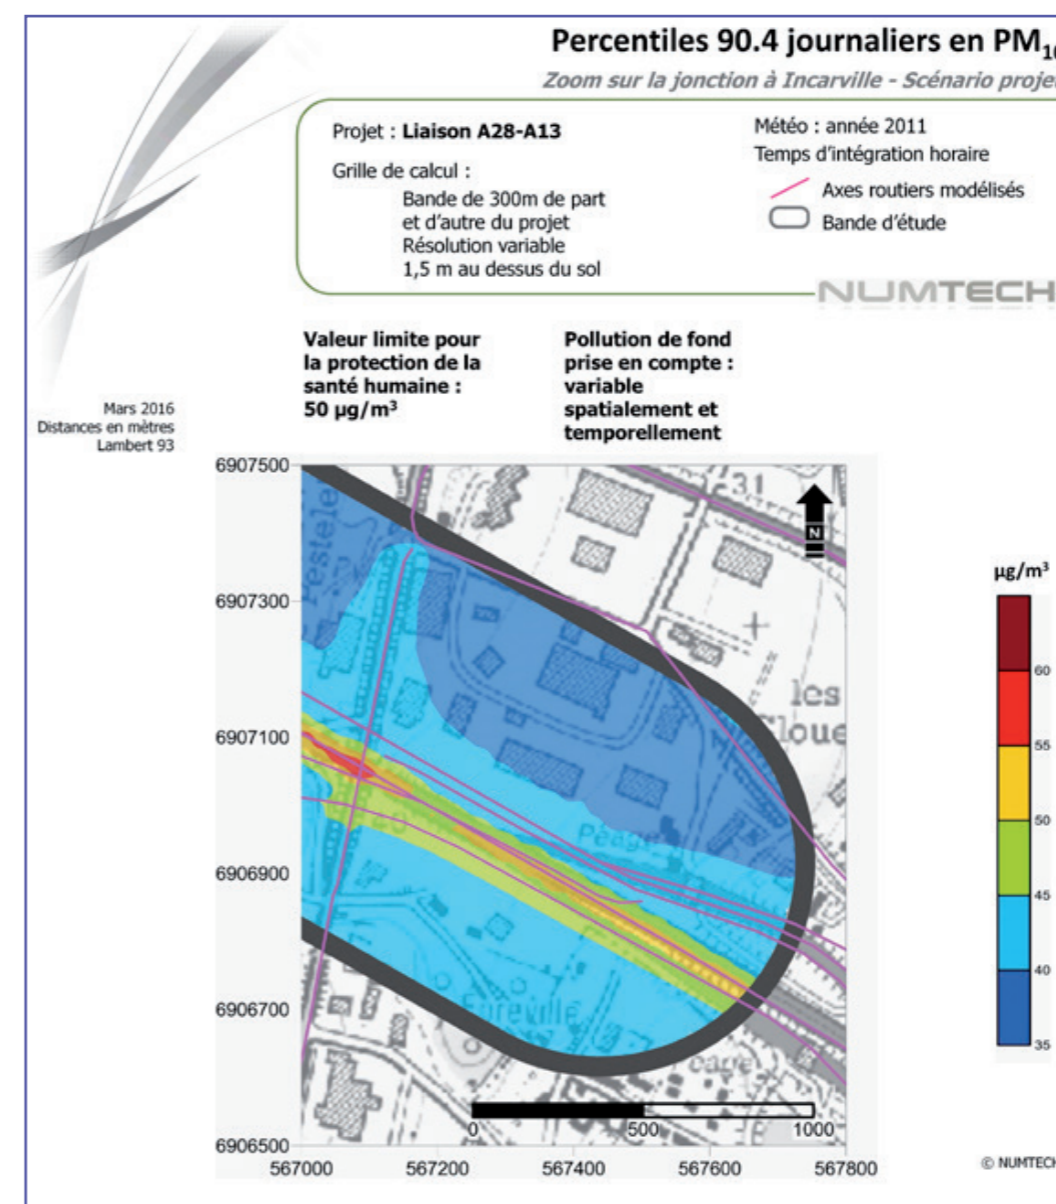 Percentiles 90.4 journaliers en PM10
Zoom sur la jonction à Incarville - Scénario projet
Projet : Liaison A28-A13
Grille de calcul :
Bande de 300m de part
et d'autre du projet
Résolution variable
1,5 m au dessus du sol
Météo : année 2011
Temps d'intégration horaire
Axes routiers modélisés
Bande d'étude
NUMTECH
Valeur limite pour
la protection de la
santé humaine :
50 µg/m³
Pollution de fond
prise en compte :
variable
spatialement et
temporellement
Mars 2016
Distances en mètres
Lambert 93
6907500
6907300
6907100
6906900
6906700
6906500
567000
567200
567400
567600
567800
31
N
les
Péage
0
500
1000
µg/m³
60
55
50
45
40
35
© NUMTECH